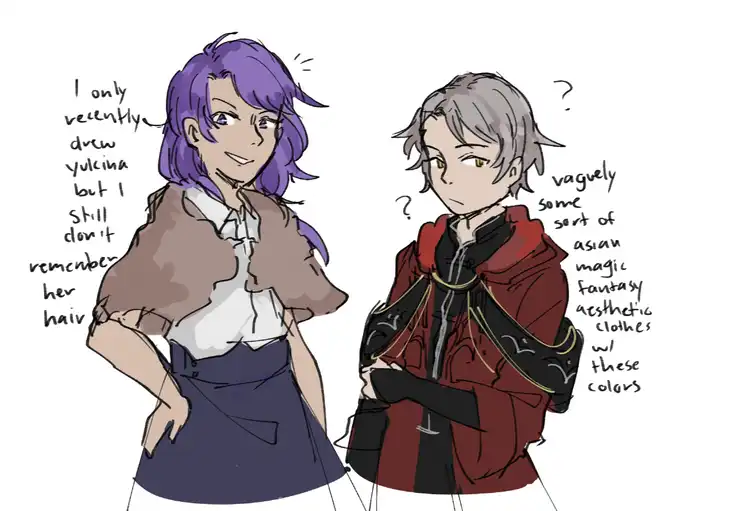 I only
recently
drew
yukina
but I
still
don't
remember
her
hair
?
?
vaguely
some
sort of
asian
magic
fantasy
aesthetic
clothes
w/
these
colors